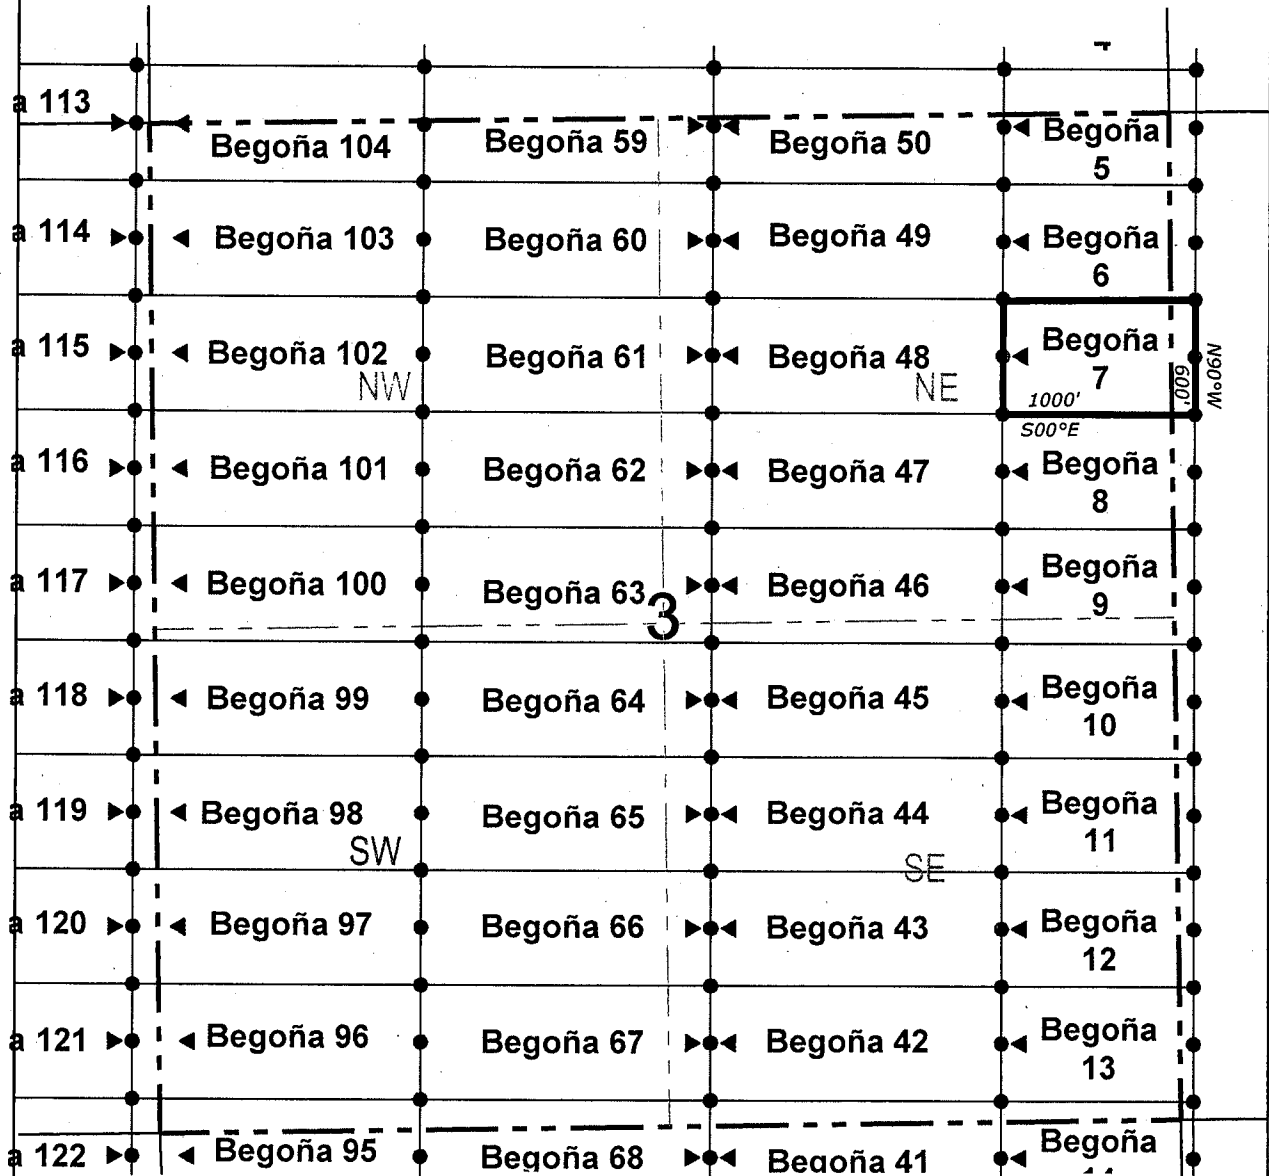 a 113
Begoña 104
Begoña 59
Begoña 50
Begoña
5
a 114
Begoña 103
Begoña 60
Begoña 49
Begoña
6
a 115
Begoña 102
Begoña 61
Begoña 48
Begoña
7
NW
NE
1000'
600'
N90°W
S00°E
a 116
Begoña 101
Begoña 62
Begoña 47
Begoña
8
a 117
Begoña 100
Begoña 63
Begoña 46
Begoña
9
3
a 118
Begoña 99
Begoña 64
Begoña 45
Begoña
10
a 119
Begoña 98
Begoña 65
Begoña 44
Begoña
11
SW
SE
a 120
Begoña 97
Begoña 66
Begoña 43
Begoña
12
a 121
Begoña 96
Begoña 67
Begoña 42
Begoña
13
a 122
Begoña 95
Begoña 68
Begoña 41
Begoña